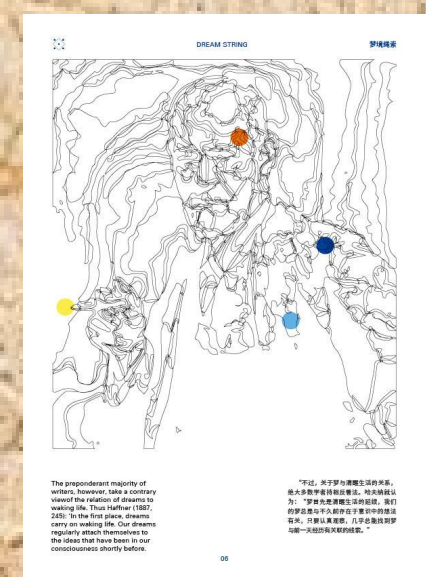 DREAM STRING
梦境绳索
The preponderant majority of
writers, however, take a contrary
viewof the relation of dreams to
waking life. Thus Haffner (1887,
245): 'In the first place, dreams
carry on waking life. Our dreams
regularly attach themselves to
the ideas that have been in our
consciousness shortly before.
“不过，关于梦与清醒生活的关系，
绝大多数学者持相反看法。哈夫纳就认
为：“梦首先是清醒生活的延续，我们
的梦总是与不久前存在于意识中的想法
有关。只要认真观察，几乎总能找到梦
与前一天经历有关联的线索。”
06